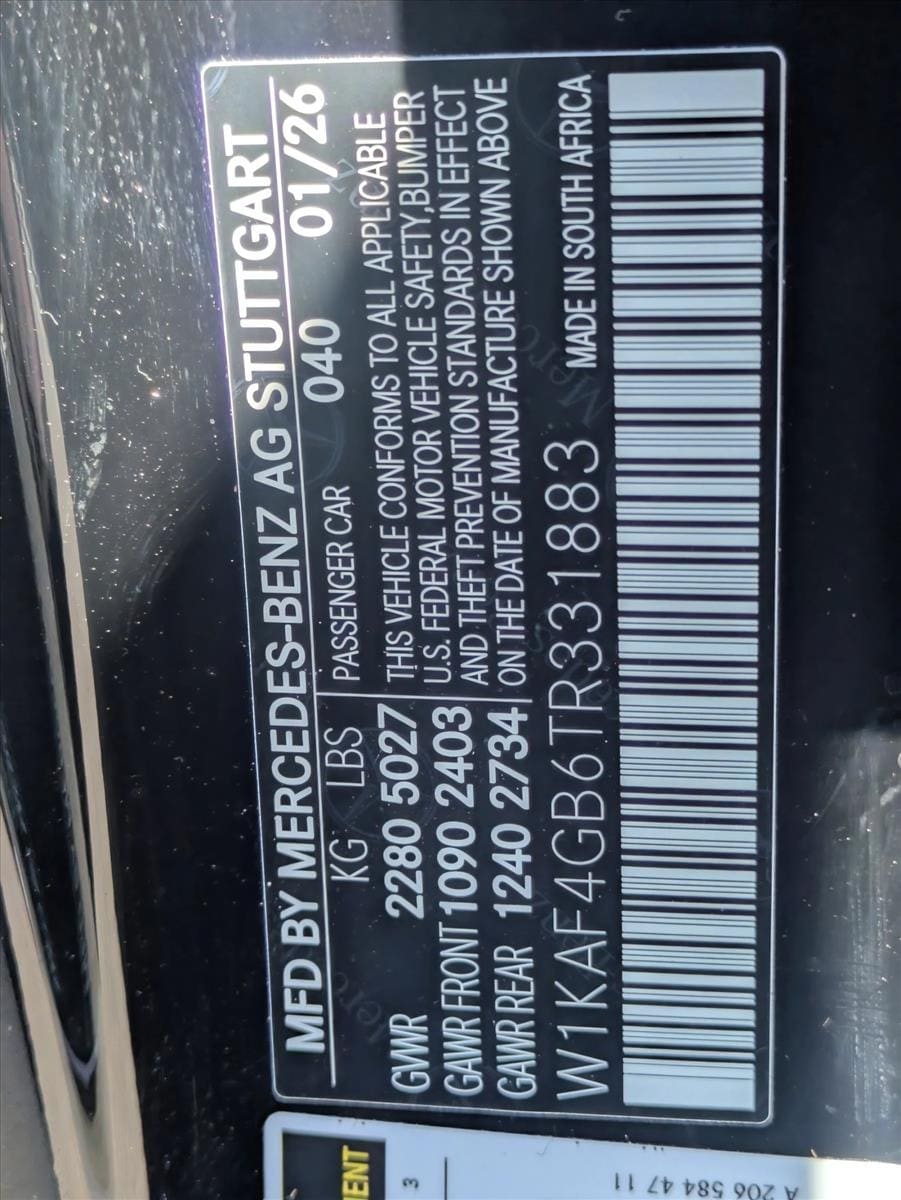 MFD BY MERCEDES-BENZ AG STUTTGART
KG LBS
PASSENGER CAR 040 01/26
GVWR 2280 5027
GAWR FRONT 1090 2403
GAWR REAR 1240 2734
THIS VEHICLE CONFORMS TO ALL APPLICABLE
U.S. FEDERAL MOTOR VEHICLE SAFETY,BUMPER
AND THEFT PREVENTION STANDARDS IN EFFECT
ON THE DATE OF MANUFACTURE SHOWN ABOVE
W1KAF4GB6TR331883 MADE IN SOUTH AFRICA
3
A 206 584 47 11